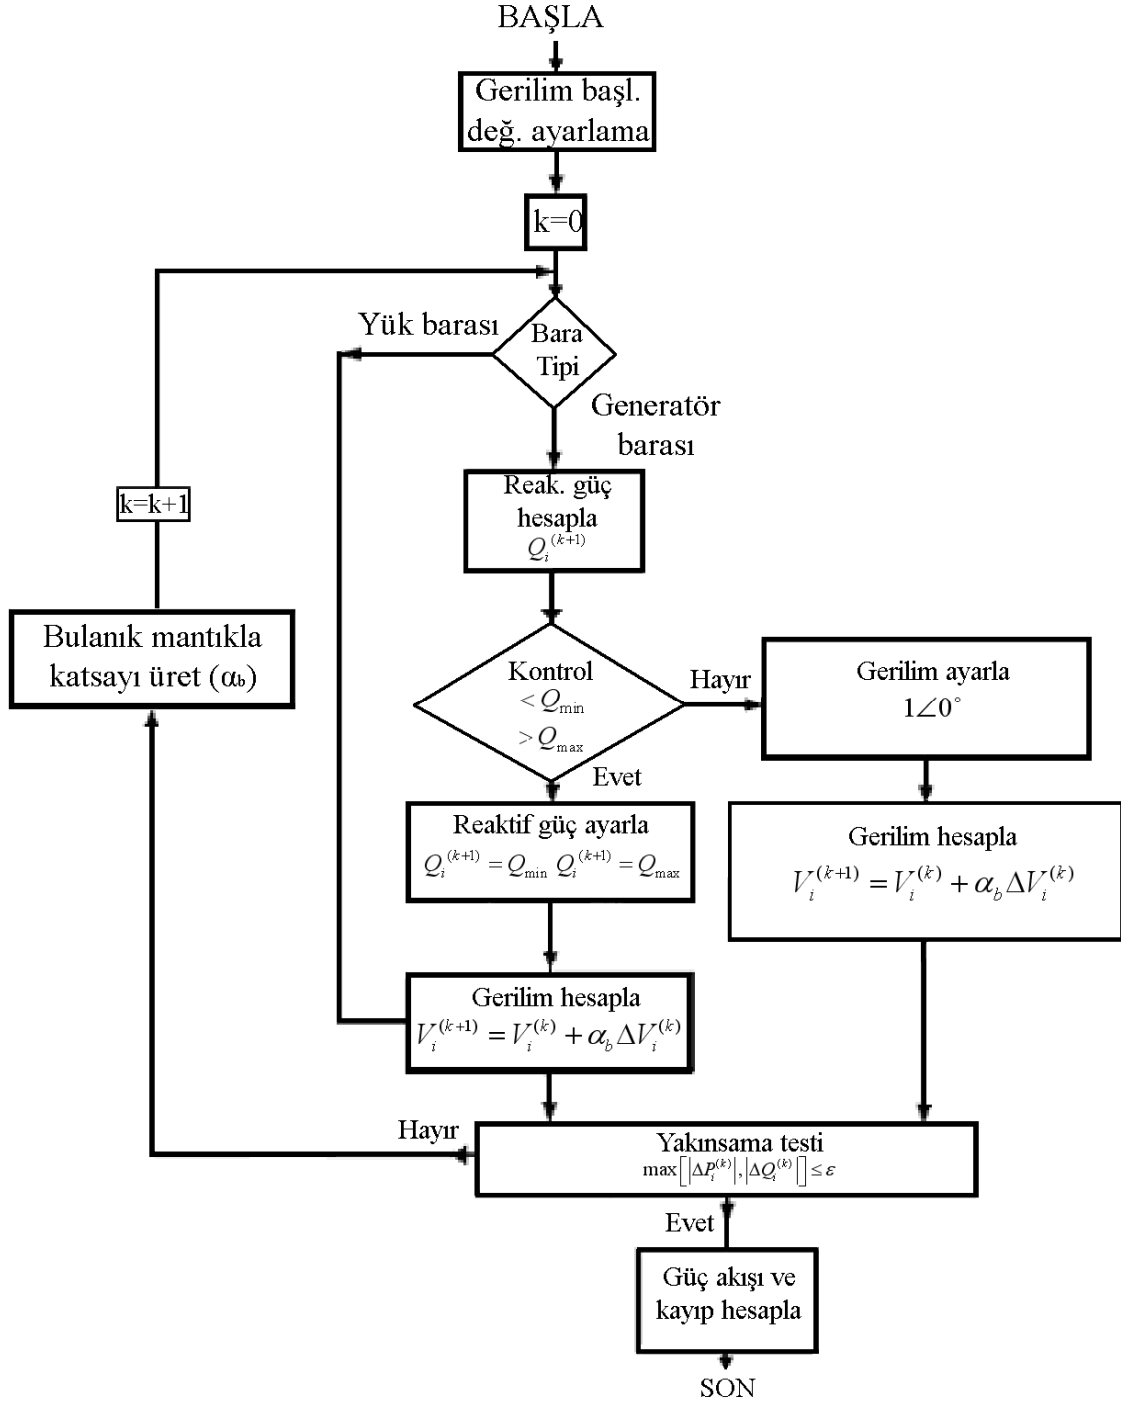 BAŞLA
Gerilim başl.
değ. ayarlama
k=0
Bara
Tipi
Yük barası
Generatör
barası
Reak. güç
hesapla
Q_i^{(k+1)}
k=k+1
Bulanık mantıkla
katsayı üret (α_b)
Kontrol
< Q_min
> Q_max
Hayır
Gerilim ayarla
1∠0°
Evet
Reaktif güç ayarla
Q_i^{(k+1)} = Q_min Q_i^{(k+1)} = Q_max
Gerilim hesapla
V_i^{(k+1)} = V_i^{(k)} + α_b ΔV_i^{(k)}
Gerilim hesapla
V_i^{(k+1)} = V_i^{(k)} + α_b ΔV_i^{(k)}
Hayır
Yakınsama testi
max[|ΔP_i^{(k)}|,|ΔQ_i^{(k)}|] ≤ ε
Evet
Güç akışı ve
kayıp hesapla
SON